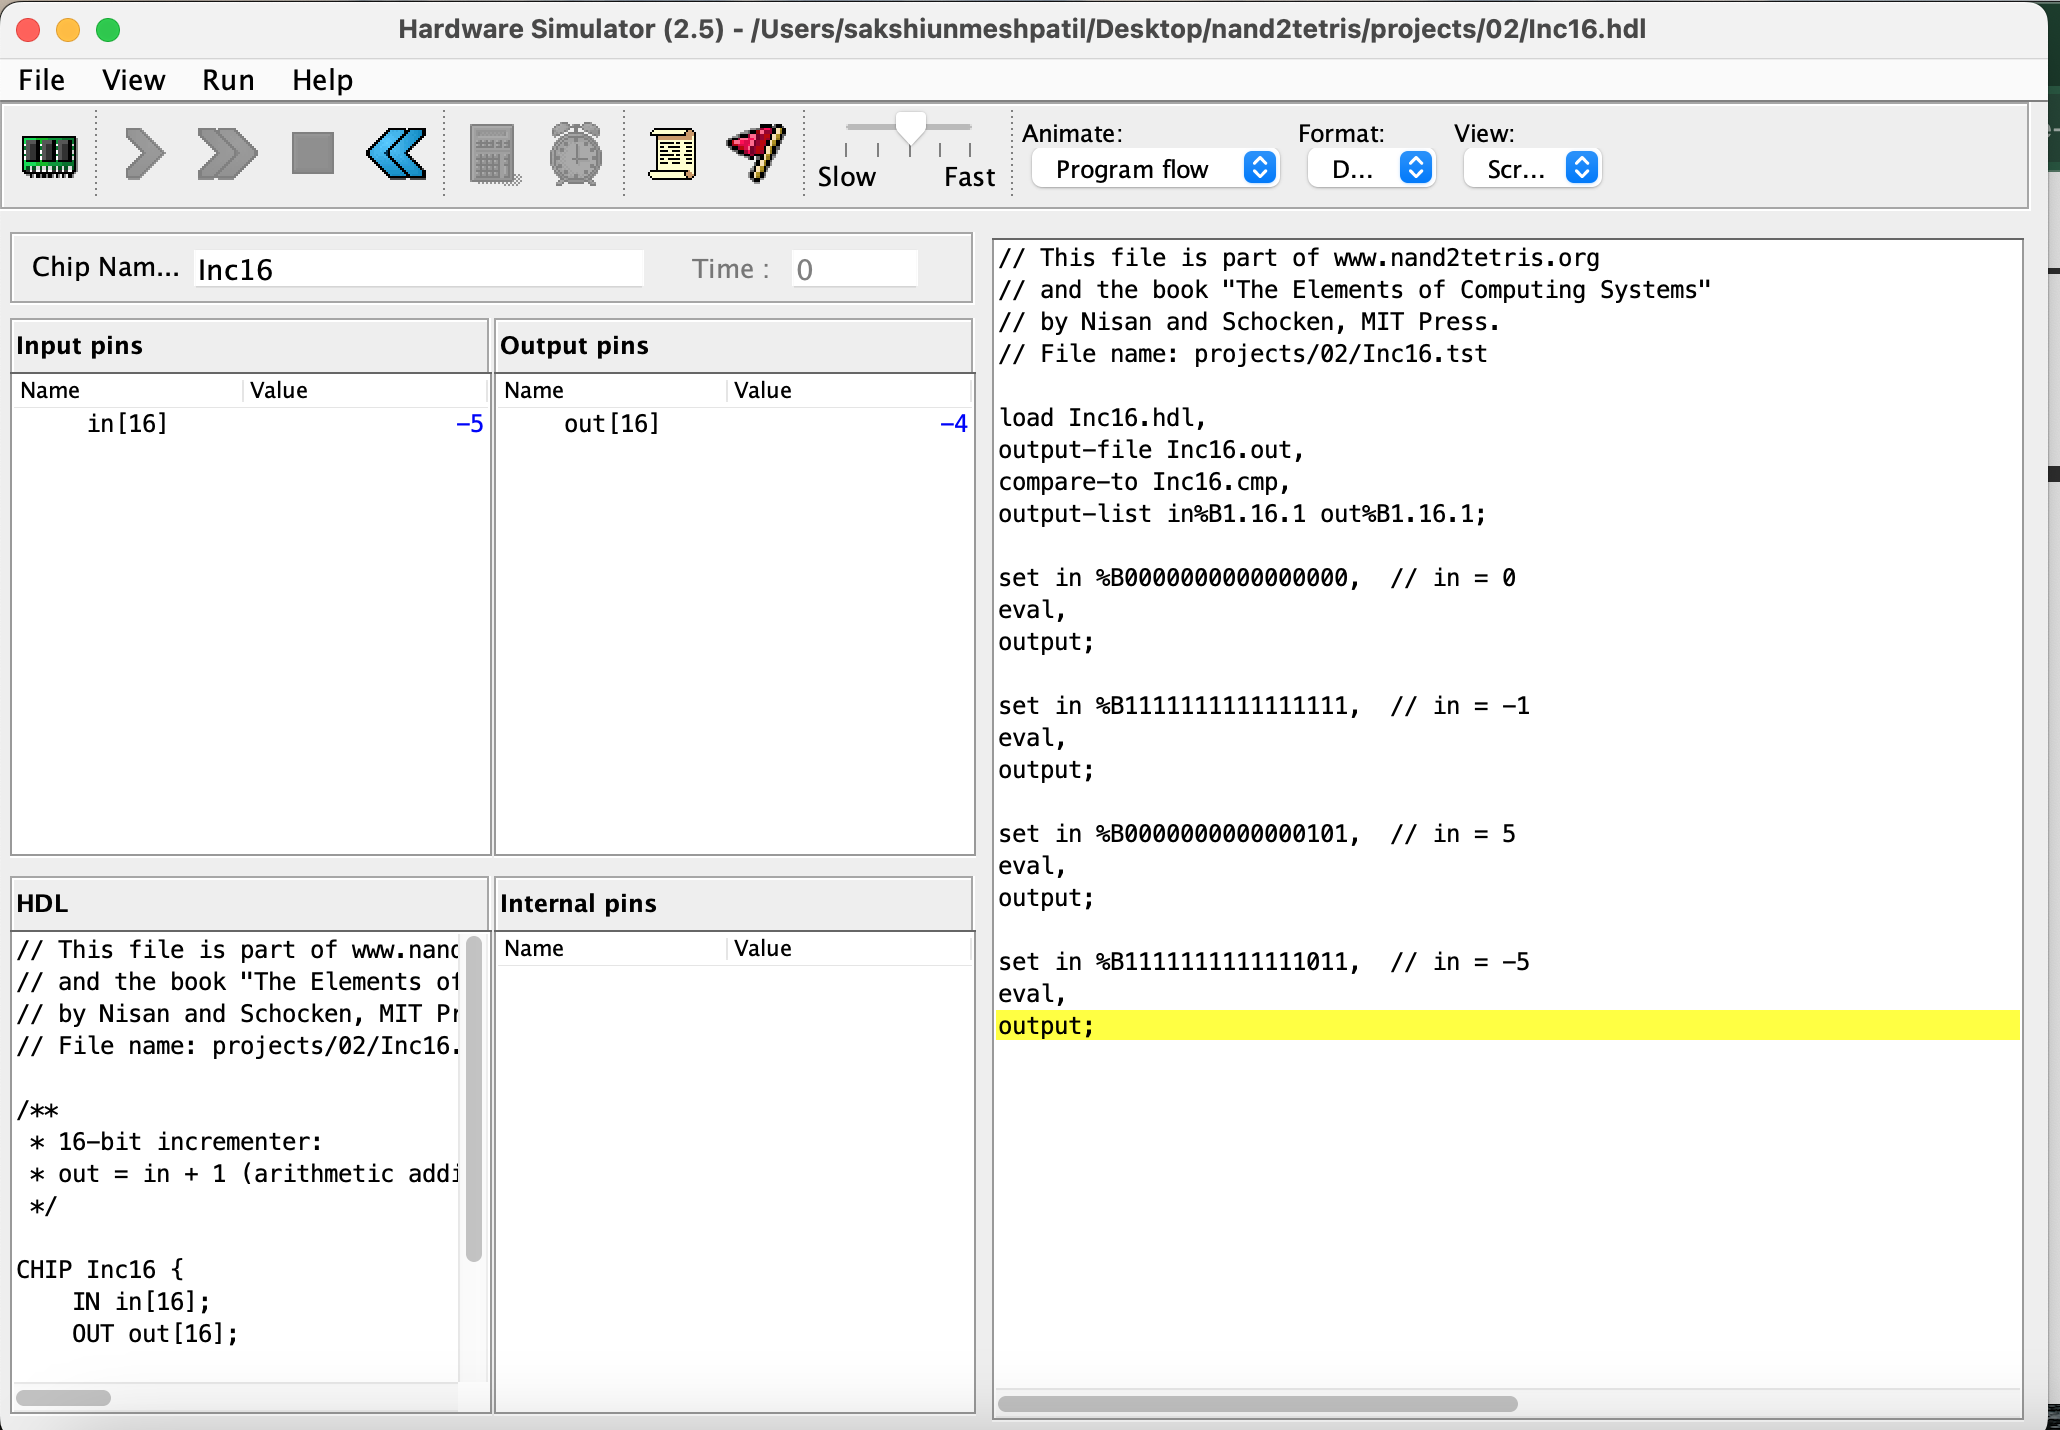 Hardware Simulator (2.5) - /Users/sakshiunmeshpatil/Desktop/nand2tetris/projects/02/Inc16.hdl
File View Run Help
Slow Fast
Animate: Format: View:
Program flow D... Scr...
Chip Nam... Inc16 Time : 0
Input pins
Name Value
in[16] -5
Output pins
Name Value
out[16] -4
HDL
// This file is part of www.nand
// and the book "The Elements of
// by Nisan and Schocken, MIT Pr
// File name: projects/02/Inc16.
/**
* 16-bit incrementer:
* out = in + 1 (arithmetic addi
*/
CHIP Inc16 {
IN in[16];
OUT out[16];
Internal pins
Name Value
// This file is part of www.nand2tetris.org
// and the book "The Elements of Computing Systems"
// by Nisan and Schocken, MIT Press.
// File name: projects/02/Inc16.tst
load Inc16.hdl,
output-file Inc16.out,
compare-to Inc16.cmp,
output-list in%B1.16.1 out%B1.16.1;
set in %B0000000000000000, // in = 0
eval,
output;
set in %B1111111111111111, // in = -1
eval,
output;
set in %B0000000000000101, // in = 5
eval,
output;
set in %B1111111111111011, // in = -5
eval,
output;